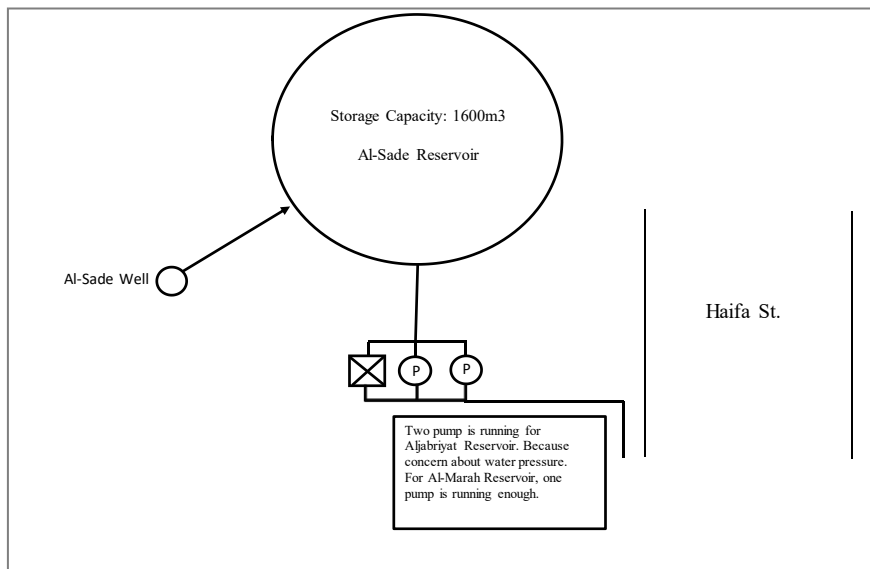 Storage Capacity: 1600m3
Al-Sade Reservoir
Al-Sade Well
Haifa St.
P
P
Two pump is running for
Aljabriyat Reservoir. Because
concern about water pressure.
For Al-Marah Reservoir, one
pump is running enough.